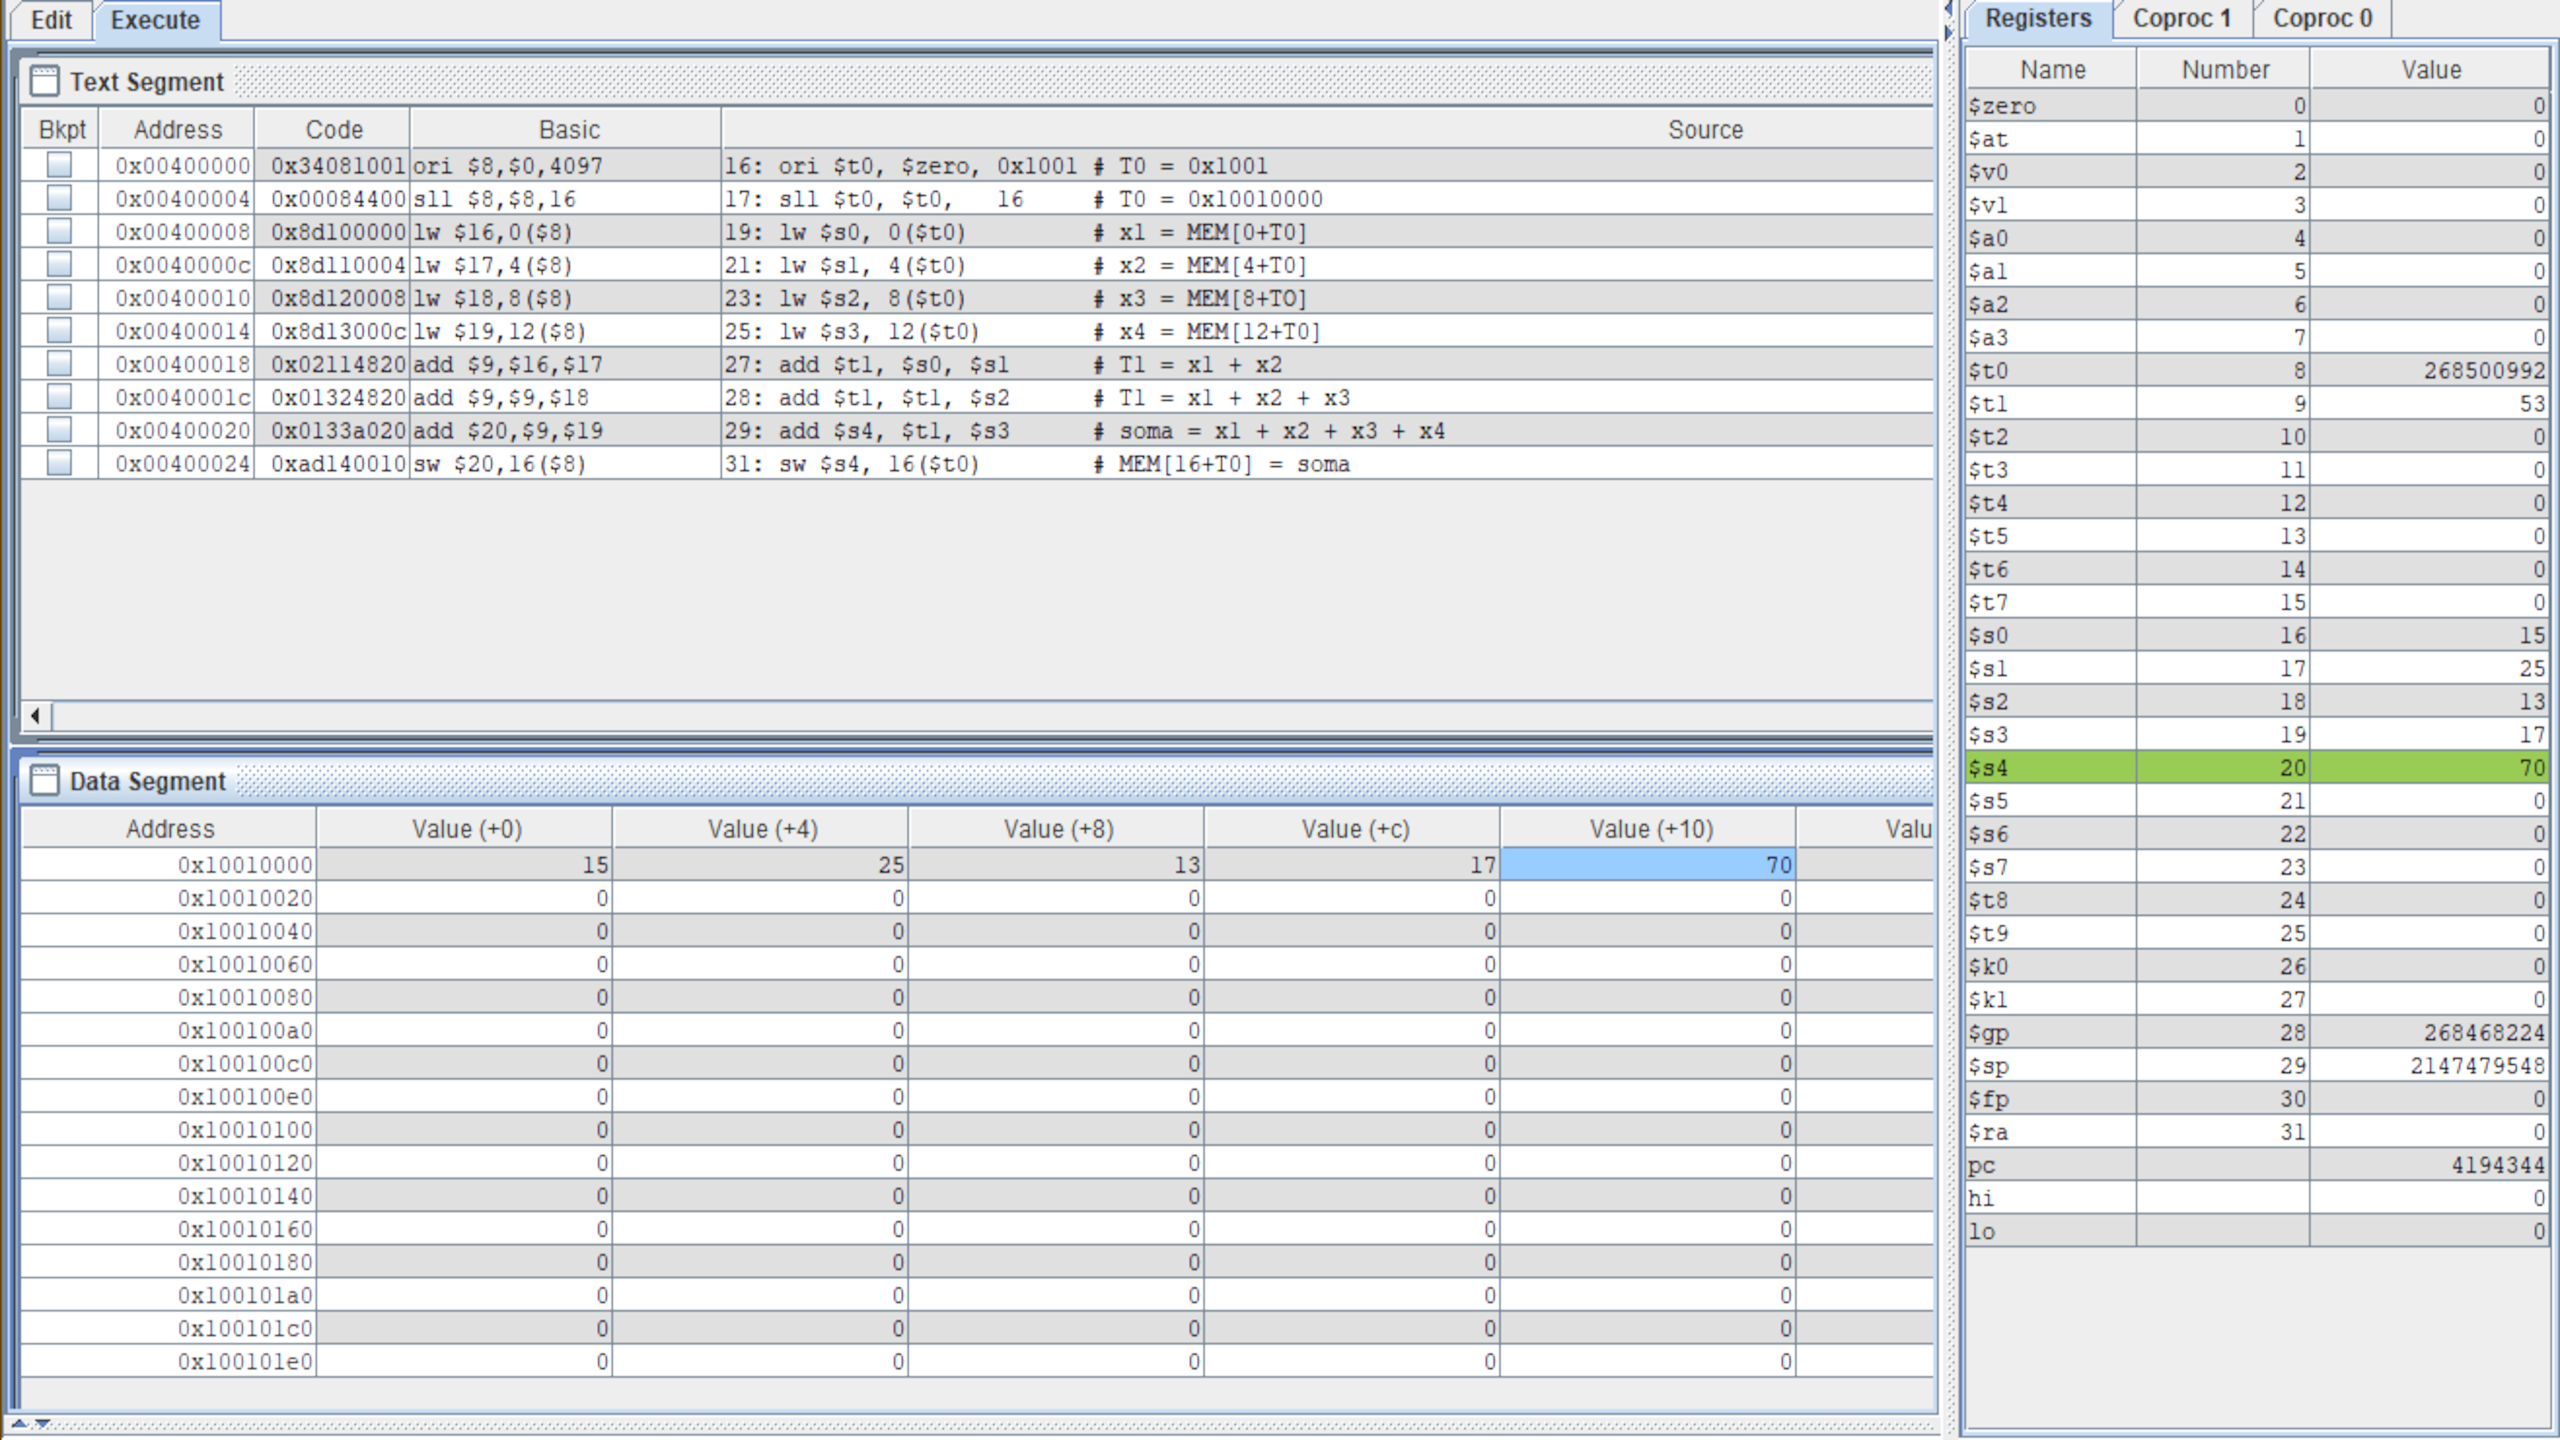 Edit Execute
Text Segment
Bkpt Address Code Basic Source
0x00400000 0x34081001 ori $8,$0,4097 16: ori $t0, $zero, 0x1001 # T0 = 0x1001
0x00400004 0x00084400 sll $8,$8,16 17: sll $t0, $t0, 16 # T0 = 0x10010000
0x00400008 0x8d100000 lw $16,0($8) 19: lw $s0, 0($t0) # x1 = MEM[0+T0]
0x0040000c 0x8d110004 lw $17,4($8) 21: lw $s1, 4($t0) # x2 = MEM[4+T0]
0x00400010 0x8d120008 lw $18,8($8) 23: lw $s2, 8($t0) # x3 = MEM[8+TO]
0x00400014 0x8d13000c lw $19,12($8) 25: lw $s3, 12($t0) # x4 = MEM[12+T0]
0x00400018 0x02114820 add $9,$16,$17 27: add $t1, $s0, $s1 # T1 = x1 + x2
0x0040001c 0x01324820 add $9,$9,$18 28: add $t1, $t1, $s2 # T1 = x1 + x2 + x3
0x00400020 0x0133a020 add $20,$9,$19 29: add $s4, $t1, $s3 # soma = x1 + x2 + x3 + x4
0x00400024 0xad140010 sw $20,16($8) 31: sw $s4, 16($t0) # MEM[16+T0] = soma
Data Segment
Address Value (+0) Value (+4) Value (+8) Value (+c) Value (+10) Valu
0x10010000 15 25 13 17 70
0x10010020 0 0 0 0 0
0x10010040 0 0 0 0 0
0x10010060 0 0 0 0 0
0x10010080 0 0 0 0 0
0x100100a0 0 0 0 0 0
0x100100c0 0 0 0 0 0
0x100100e0 0 0 0 0 0
0x10010100 0 0 0 0 0
0x10010120 0 0 0 0 0
0x10010140 0 0 0 0 0
0x10010160 0 0 0 0 0
0x10010180 0 0 0 0 0
0x100101a0 0 0 0 0 0
0x100101c0 0 0 0 0 0
0x100101e0 0 0 0 0 0
Registers Coproc 1 Coproc 0
Name Number Value
$zero 0 0
$at 1 0
$v0 2 0
$v1 3 0
$a0 4 0
$a1 5 0
$a2 6 0
$a3 7 0
$t0 8 268500992
$t1 9 53
$t2 10 0
$t3 11 0
$t4 12 0
$t5 13 0
$t6 14 0
$t7 15 0
$s0 16 15
$s1 17 25
$s2 18 13
$s3 19 17
$s4 20 70
$s5 21 0
$s6 22 0
$s7 23 0
$t8 24 0
$t9 25 0
$k0 26 0
$k1 27 0
$gp 28 268468224
$sp 29 2147479548
$fp 30 0
$ra 31 0
pc 4194344
hi 0
lo 0